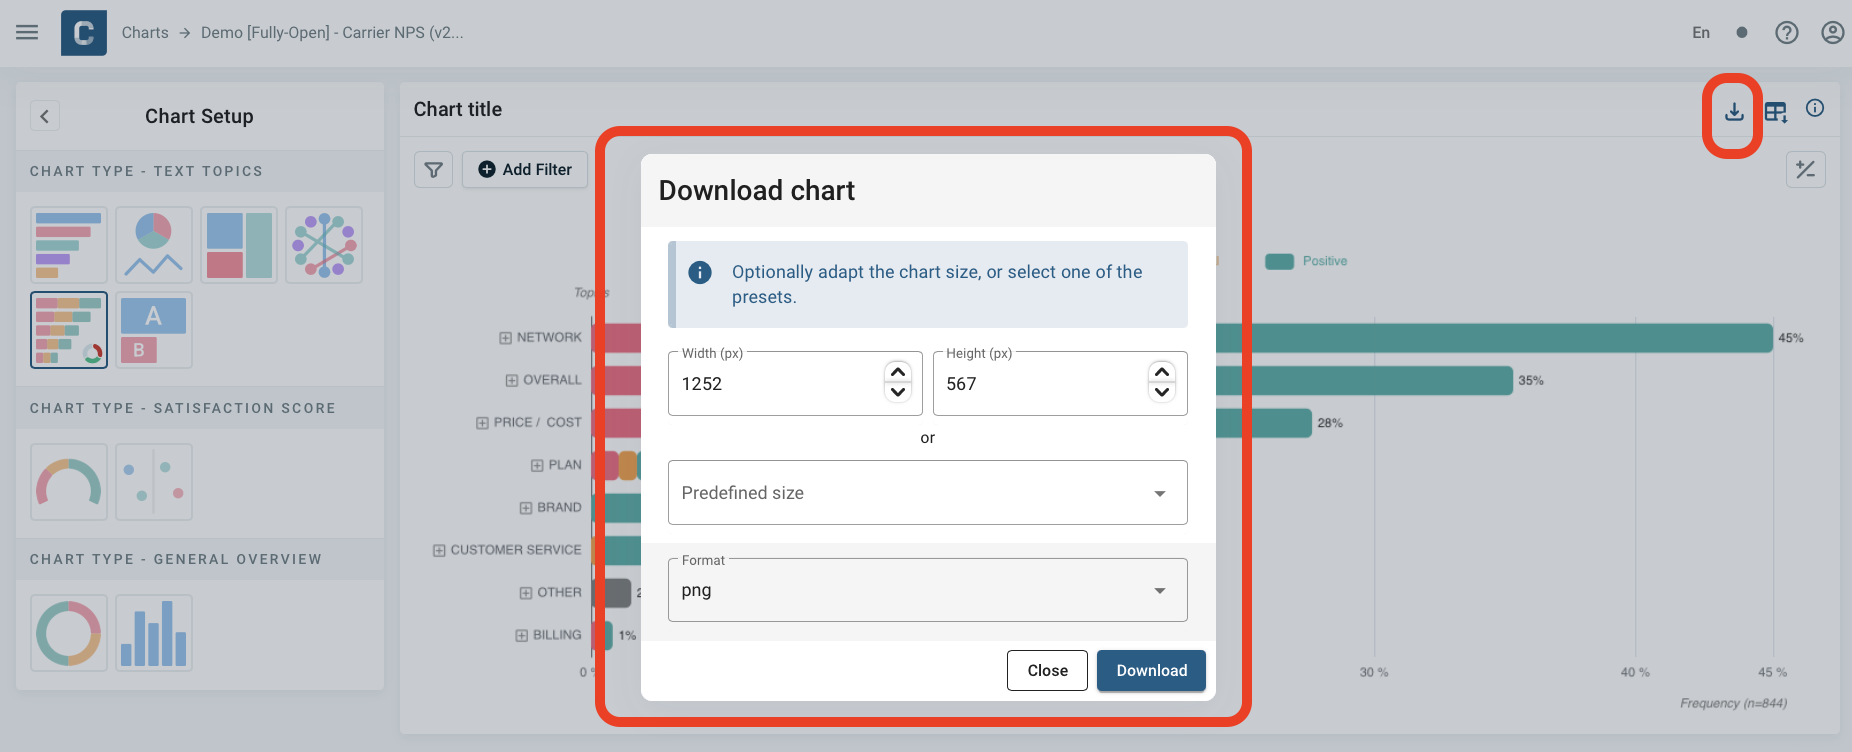 C
Charts → Demo [Fully-Open] - Carrier NPS (v2...
En
Chart Setup
CHART TYPE - TEXT TOPICS
A
B
CHART TYPE - SATISFACTION SCORE
CHART TYPE - GENERAL OVERVIEW
Chart title
Add Filter
Positive
Topics
NETWORK
45%
OVERALL
35%
PRICE / COST
28%
PLAN
BRAND
CUSTOMER SERVICE
OTHER
2
BILLING
1%
0 %
30 %
40 %
45 %
Frequency (n=844)
Download chart
Optionally adapt the chart size, or select one of the
presets.
Width (px)
1252
Height (px)
567
or
Predefined size
Format
png
Close
Download